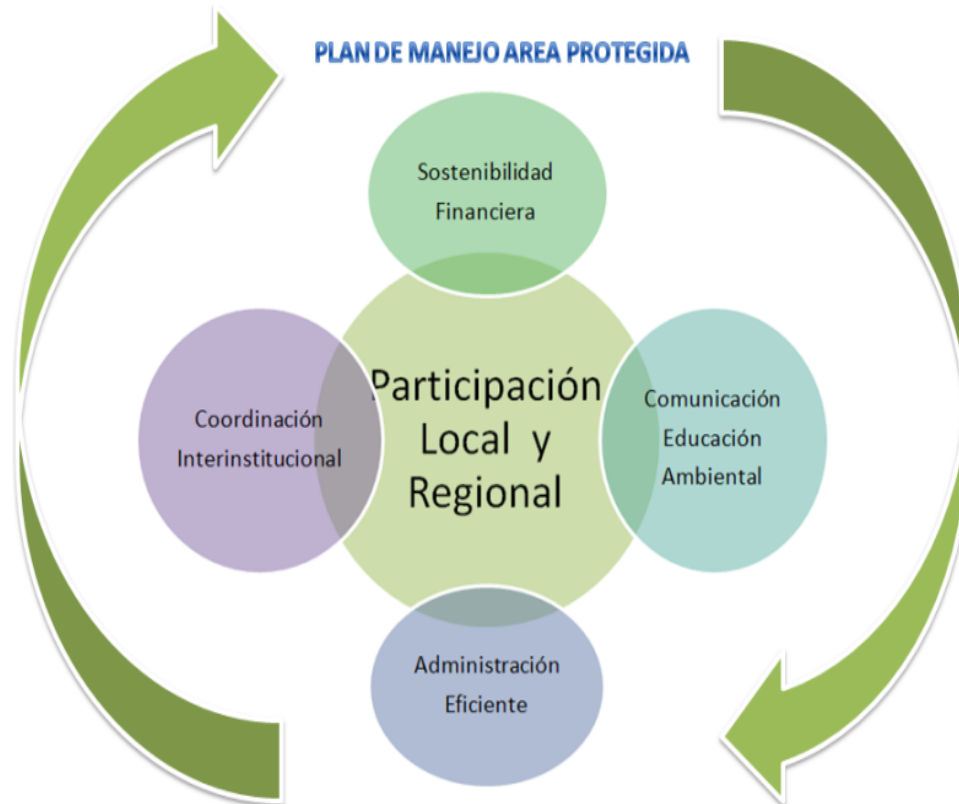 PLAN DE MANEJO AREA PROTEGIDA
Sostenibilidad
Financiera
Coordinación
Interinstitucional
Participación
Local y
Regional
Comunicación
Educación
Ambiental
Administración
Eficiente